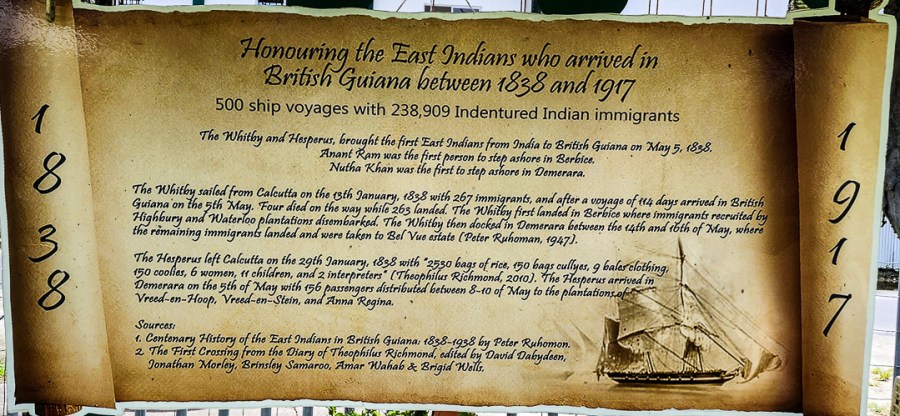 Honouring the East Indians who arrived in
British Guiana between 1838 and 1917
500 ship voyages with 238,909 Indentured Indian immigrants
The Whitby and Hesperus, brought the first East Indians from India to British Guiana on May 5, 1838.
Anant Ram was the first person to step ashore in Berbice.
Nutha Khan was the first to step ashore in Demerara.
The Whitby sailed from Calcutta on the 13th January, 1838 with 267 immigrants, and after a voyage of 114 days arrived in British
Guiana on the 5th May. Four died on the way while 263 landed. The Whitby first landed in Berbice where immigrants recruited by
Highbury and Waterloo plantations disembarked. The Whitby then docked in Demerara between the 14th and 16th of May, where
the remaining immigrants landed and were taken to Bel Vue estate (Peter Ruhoman, 1947).
The Hesperus left Calcutta on the 29th January, 1838 with "2530 bags of rice, 150 bags cullyes, 9 bales clothing,
150 coolies, 6 women, 11 children, and 2 interpreters" (Theophilus Richmond, 2010). The Hesperus arrived in
Demerara on the 5th of May with 156 passengers distributed between 8-10 of May to the plantations of
Vreed-en-Hoop, Vreed-en-Stein, and Anna Regina.
Sources:
1. Centenary History of the East Indians in British Guiana: 1838-1938 by Peter Ruhomon.
2. The First Crossing from the Diary of Theophilus Richmond, edited by David Dabydeen,
Jonathan Morley, Brinsley Samaroo, Amar Wahab & Brigid Wells.
1
8
3
8
1
9
1
7